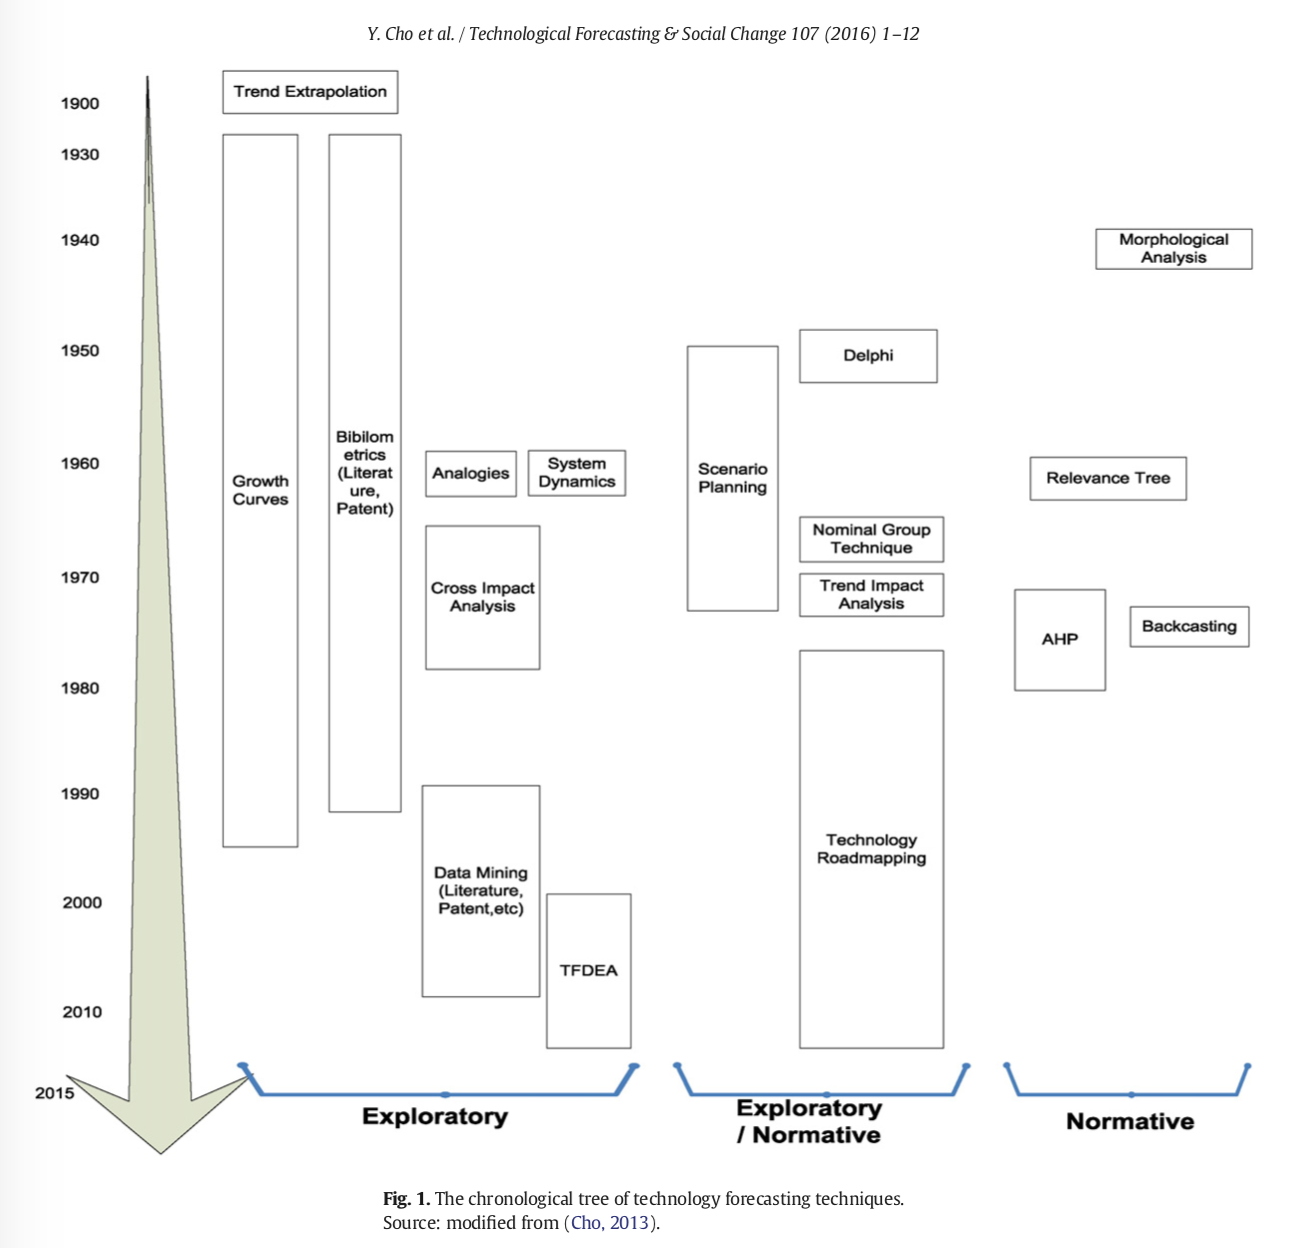 Y. Cho et al. / Technological Forecasting & Social Change 107 (2016) 1–12
1900
1930
1940
1950
1960
1970
1980
1990
2000
2010
2015
Trend Extrapolation
Growth
Curves
Bibilom
etrics
(Literat
ure,
Patent)
Analogies
System
Dynamics
Cross Impact
Analysis
Data Mining
(Literature,
Patent,etc)
TFDEA
Scenario
Planning
Delphi
Nominal Group
Technique
Trend Impact
Analysis
Technology
Roadmapping
Morphological
Analysis
Relevance Tree
AHP
Backcasting
Exploratory
Exploratory
/ Normative
Normative
Fig. 1. The chronological tree of technology forecasting techniques.
Source: modified from (Cho, 2013).